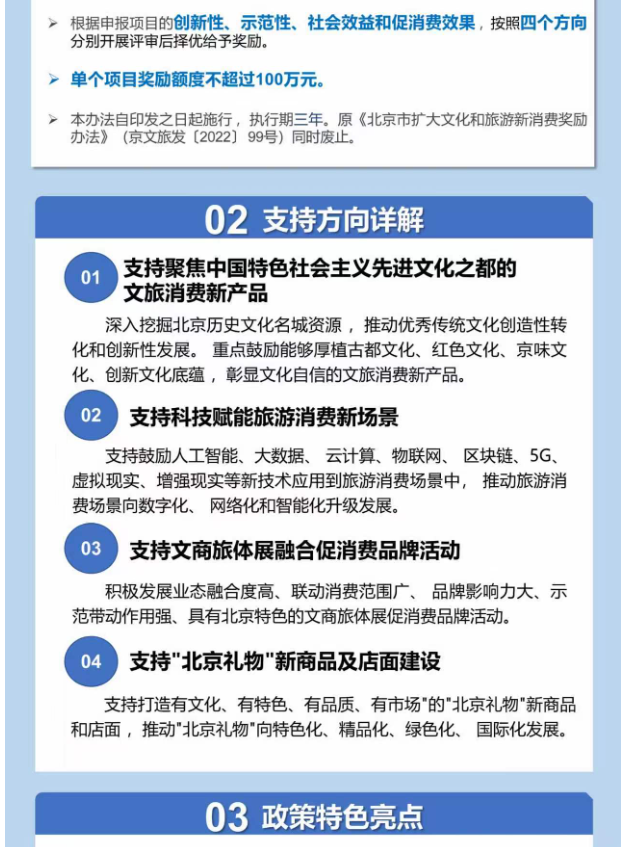 ➢ 根据申报项目的创新性、示范性、社会效益和促消费效果，按照四个方向
分别开展评审后择优给予奖励。
➢ 单个项目奖励额度不超过100万元。
➢ 本办法自印发之日起施行，执行期三年。原《北京市扩大文化和旅游新消费奖励
办法》（京文旅发〔2022〕99号）同时废止。
02 支持方向详解
01 支持聚焦中国特色社会主义先进文化之都的
文旅消费新产品
深入挖掘北京历史文化名城资源，推动优秀传统文化创造性转
化和创新性发展。 重点鼓励能够厚植古都文化、红色文化、京味文
化、创新文化底蕴，彰显文化自信的文旅消费新产品。
02 支持科技赋能旅游消费新场景
支持鼓励人工智能、大数据、 云计算、物联网、 区块链、5G、
虚拟现实、增强现实等新技术应用到旅游消费场景中， 推动旅游消
费场景向数字化、 网络化和智能化升级发展。
03 支持文商旅体展融合促消费品牌活动
积极发展业态融合度高、联动消费范围广、 品牌影响力大、示
范带动作用强、具有北京特色的文商旅体展促消费品牌活动。
04 支持"北京礼物"新商品及店面建设
支持打造有文化、有特色、有品质、有市场"的"北京礼物"新商品
和店面，推动"北京礼物"向特色化、精品化、绿色化、 国际化发展。
03 政策特色亮点